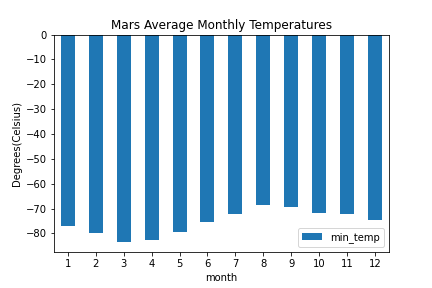 Mars Average Monthly Temperatures
Degrees(Celsius)
0
−10
−20
−30
−40
−50
−60
−70
−80
min_temp
1 2 3 4 5 6 7 8 9 10 11 12
month